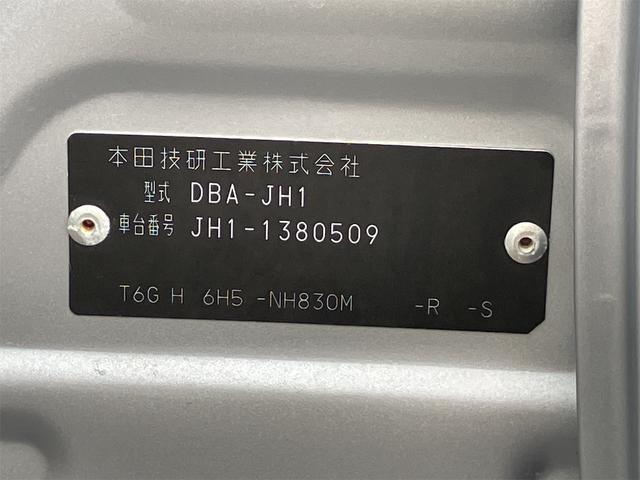 本田技研工業株式会社
型式 DBA-JH1
車台番号 JH1-1380509
T6G H 6H5 -NH830M -R -S